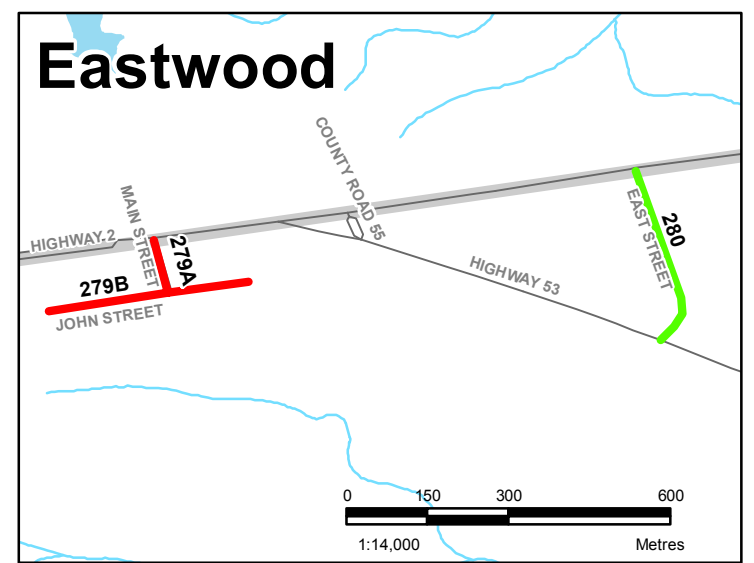 Eastwood
COUNTY ROAD 55
MAIN STREET
HIGHWAY 2
279A
279B
JOHN STREET
HIGHWAY 53
EAST STREET
280
0 150 300 600
1:14,000 Metres